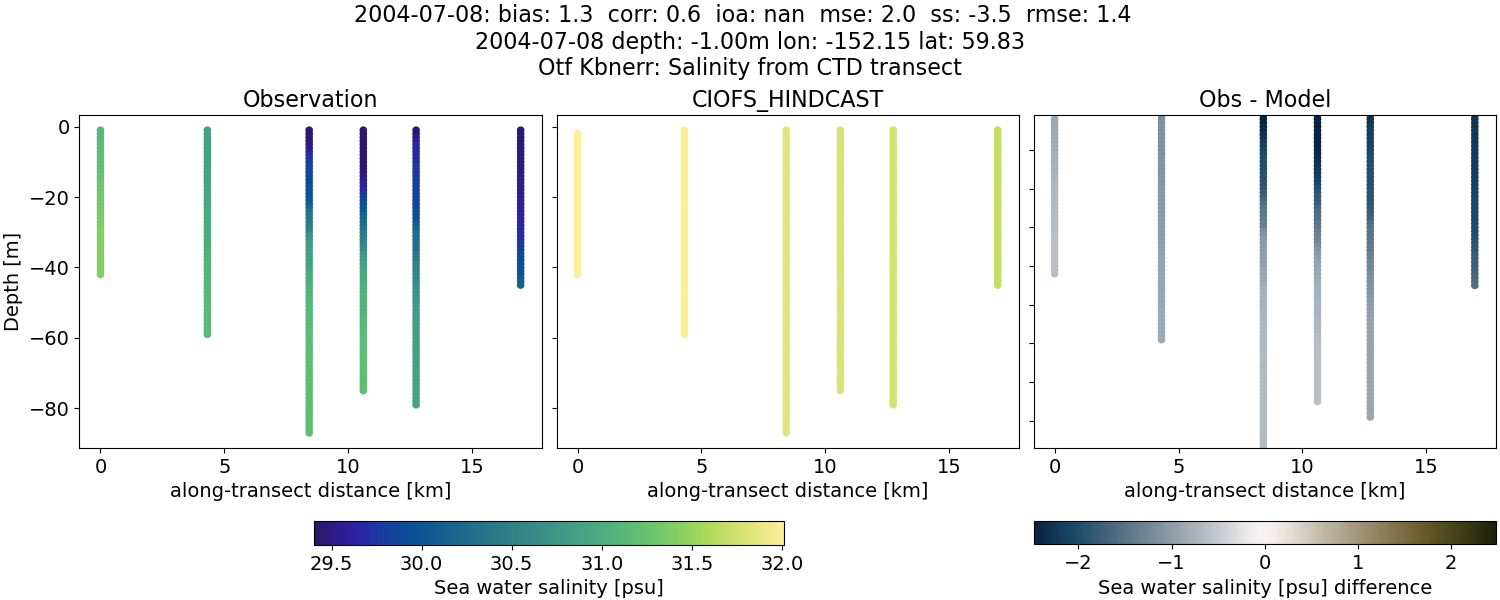 2004-07-08: bias: 1.3  corr: 0.6  ioa: nan  mse: 2.0  ss: -3.5  rmse: 1.4
2004-07-08 depth: -1.00m lon: -152.15 lat: 59.83
Otf Kbnerr: Salinity from CTD transect
Observation
CIOFS_HINDCAST
Obs - Model
Depth [m]
0
−20
−40
−60
−80
0 5 10 15
0 5 10 15
0 5 10 15
along-transect distance [km]
along-transect distance [km]
along-transect distance [km]
29.5 30.0 30.5 31.0 31.5 32.0
Sea water salinity [psu]
−2 −1 0 1 2
Sea water salinity [psu] difference